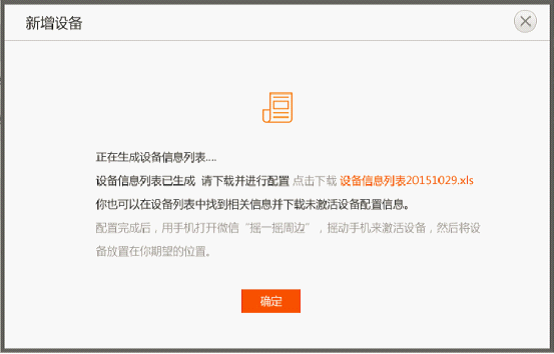 新增设备
正在生成设备信息列表....
设备信息列表已生成 请下载并进行配置 点击下载 设备信息列表20151029.xls
你也可以在设备列表中找到相关信息并下载未激活设备配置信息。
配置完成后，用手机打开微信“摇一摇周边”，摇动手机来激活设备，然后将设
备放置在你期望的位置。
确定